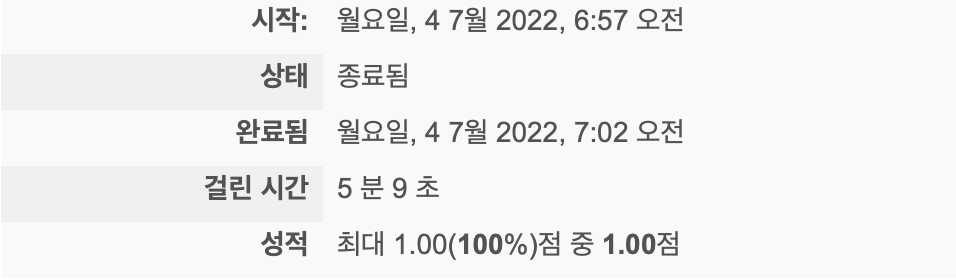 시작: 월요일, 4 7월 2022, 6:57 오전
상태 종료됨
완료됨 월요일, 4 7월 2022, 7:02 오전
걸린 시간 5 분 9 초
성적 최대 1.00(100%)점 중 1.00점